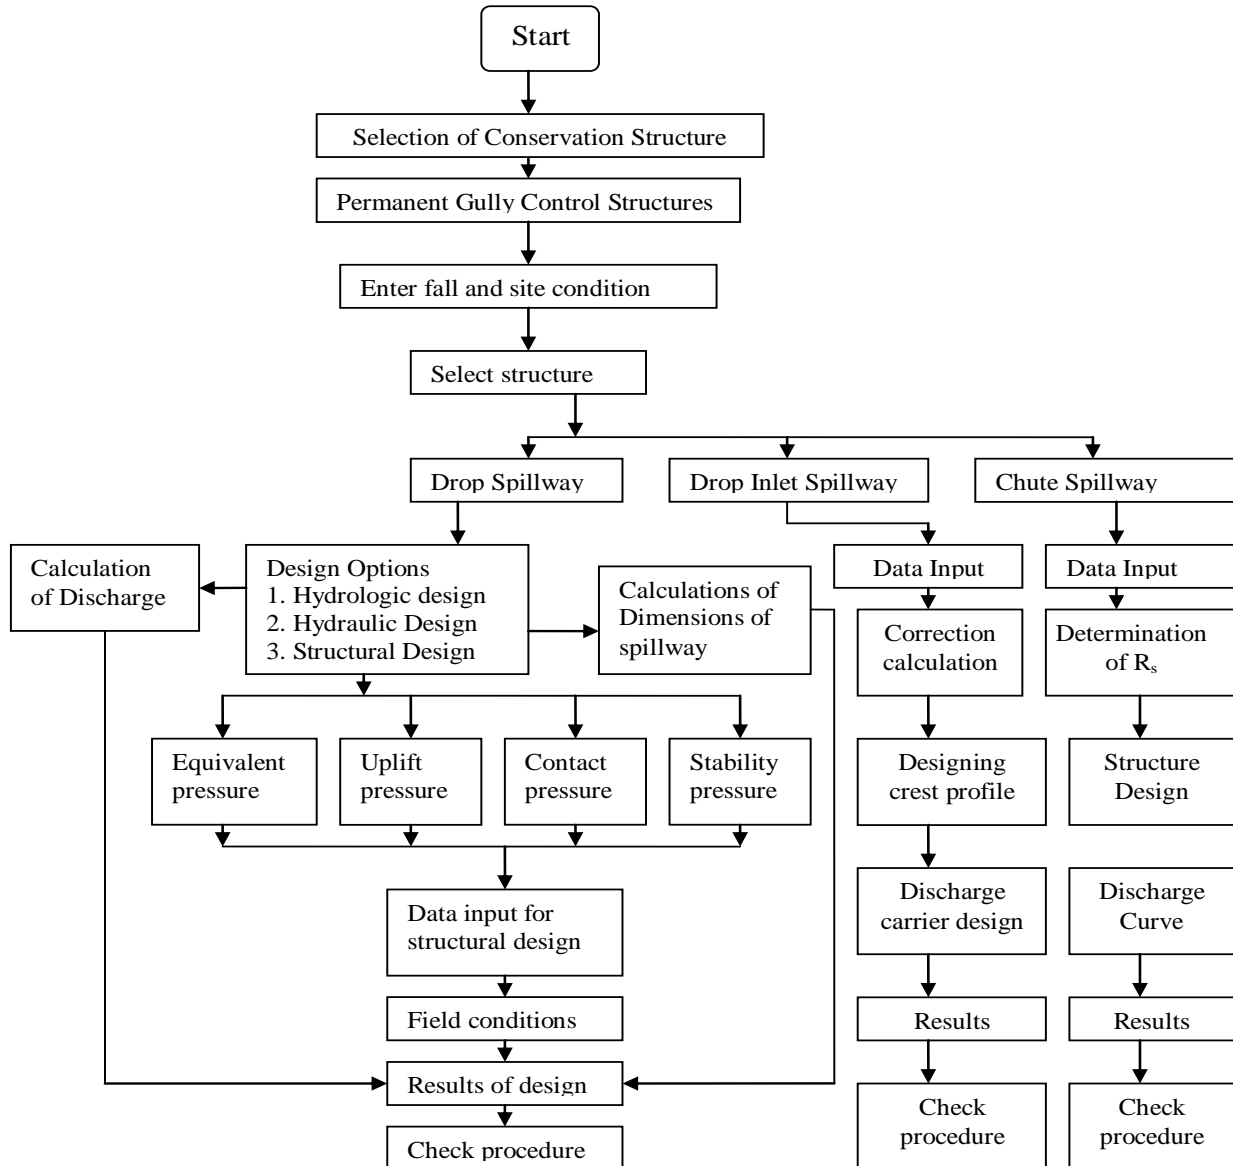 Start
Selection of Conservation Structure
Permanent Gully Control Structures
Enter fall and site condition
Select structure
Drop Spillway
Drop Inlet Spillway
Chute Spillway
Calculation
of Discharge
Design Options
1. Hydrologic design
2. Hydraulic Design
3. Structural Design
Calculations of
Dimensions of
spillway
Data Input
Data Input
Correction
calculation
Determination
of Rₛ
Equivalent
pressure
Uplift
pressure
Contact
pressure
Stability
pressure
Designing
crest profile
Structure
Design
Data input for
structural design
Discharge
carrier design
Discharge
Curve
Field conditions
Results
Results
Results of design
Check procedure
Check
procedure
Check
procedure